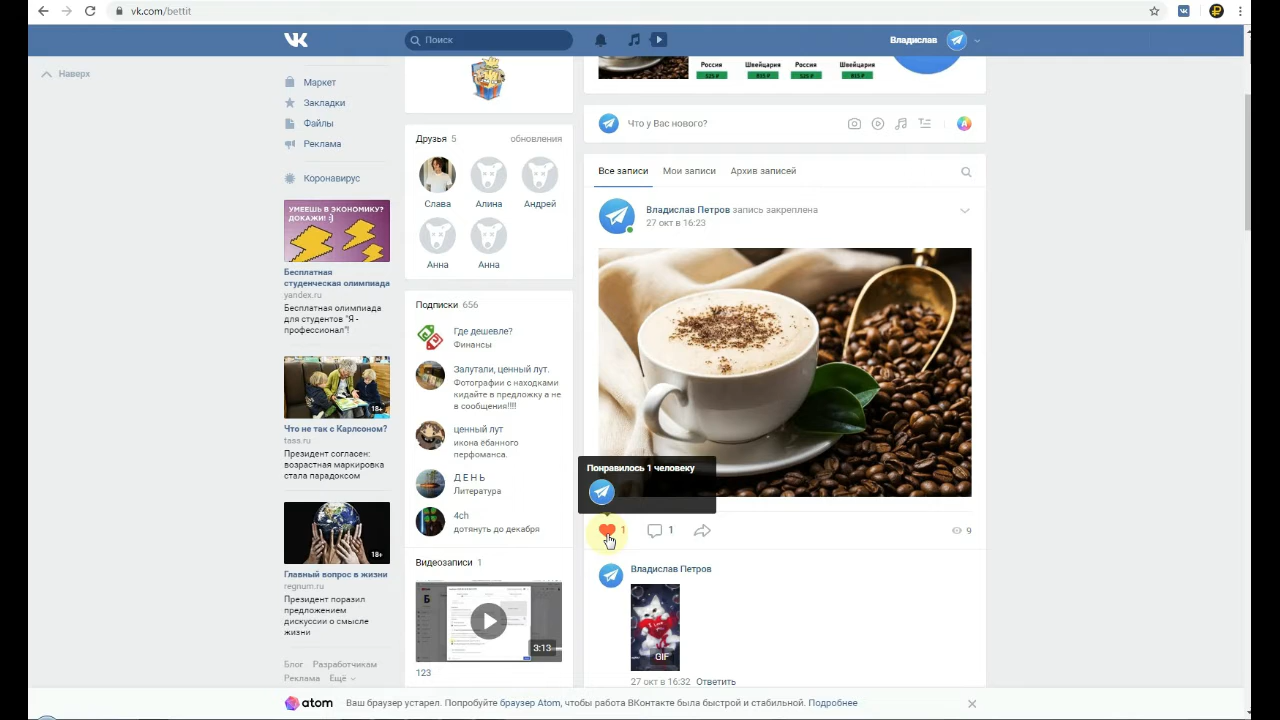 vk.com/bettit
Поиск
Владислав
Наверх
Маркет
Закладки
Файлы
Реклама
Коронавирус
УМЕЕШЬ В ЭКОНОМИКУ?
ДОКАЖИ! :)
Бесплатная
студенческая олимпиада
yandex.ru
Бесплатная олимпиада
для студентов "Я -
профессионал"!
18+
Что не так с Карлсоном?
tass.ru
Президент согласен:
возрастная маркировка
стала парадоксом
18+
Главный вопрос в жизни
regnum.ru
Президент поразил
предложением
дискуссии о смысле
жизни
Блог Разработчикам
Реклама Ещё
Друзья 5 обновления
Слава Алина Андрей
Анна Анна
Подписки 656
Где дешевле?
Финансы
Залутали, ценный лут.
Фотографии с находками
кидайте в предложку а не
в сообщения!!!!
ценный лут
икона ёбанного
перфоманса.
Д Е Н Ь
Литература
4ch
дотянуть до декабря
Видеозаписи 1
Б
3:13
123
Россия Швейцария Россия Швейцария
525 ₽ 815 ₽ 525 ₽ 815 ₽
Что у Вас нового?
Все записи Мои записи Архив записей
Владислав Петров запись закреплена
27 окт в 16:23
Понравилось 1 человеку
1 1 9
Владислав Петров
GIF
27 окт в 16:32 Ответить
atom Ваш браузер устарел. Попробуйте браузер Atom, чтобы работа ВКонтакте была быстрой и стабильной. Подробнее